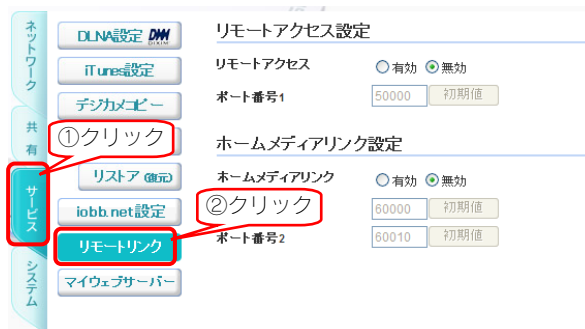 ネットワーク
共有
サービス
システム
DLNA設定 DiXiM
iTunes設定
デジカメコピー
①クリック
リストア(復元)
iobb.net設定
②クリック
リモートリンク
マイウェブサーバー
リモートアクセス設定
リモートアクセス 有効 無効
ポート番号1 50000 初期値
ホームメディアリンク設定
ホームメディアリンク 有効 無効
60000 初期値
ポート番号2 60010 初期値